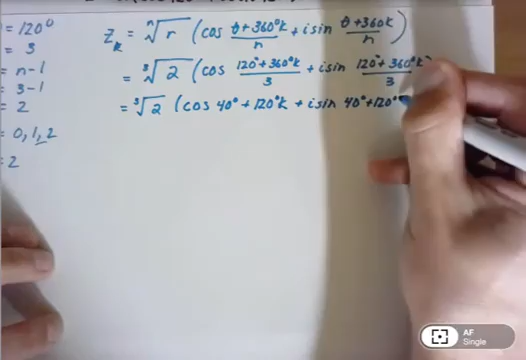 = 120°
= 3
= n-1
= 3-1
= 2
= 0, 1, 2
= 2
Z_k = ⁿ√r (cos (θ+360°k)/n + i sin (θ+360k)/n)
= ³√2 (cos (120°+360°k)/3 + i sin (120°+360°k)/3)
= ³√2 (cos 40°+120°k + i sin 40°+120°
AF
Single